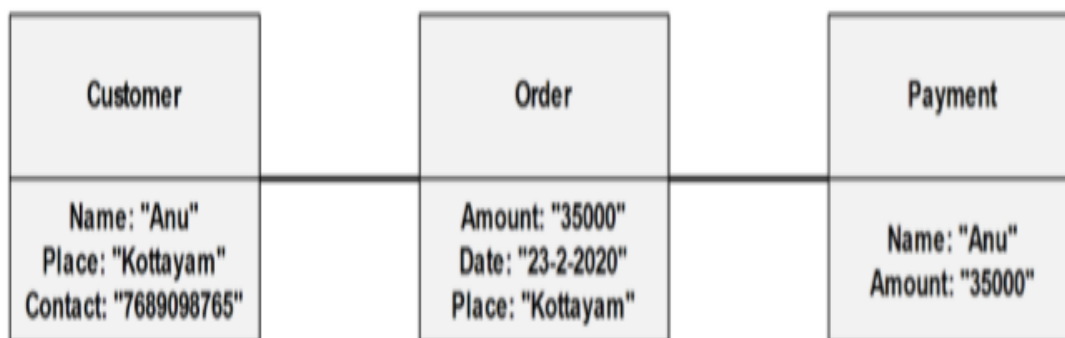 Customer
Name: "Anu"
Place: "Kottayam"
Contact: "7689098765"
Order
Amount: "35000"
Date: "23-2-2020"
Place: "Kottayam"
Payment
Name: "Anu"
Amount: "35000"